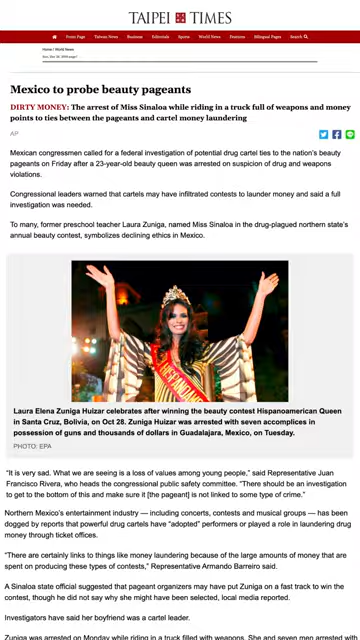 TAIPEI TIMES
Front Page Taiwan News Business Editorials Sports World News Features Bilingual Pages Search
Home / World News
Mexico to probe beauty pageants
DIRTY MONEY: The arrest of Miss Sinaloa while riding in a truck full of weapons and money
points to ties between the pageants and cartel money laundering
AP
Mexican congressmen called for a federal investigation of potential drug cartel ties to the nation's beauty
pageants on Friday after a 23-year-old beauty queen was arrested on suspicion of drug and weapons
violations.
Congressional leaders warned that cartels may have infiltrated contests to launder money and said a full
investigation was needed.
To many, former preschool teacher Laura Zuniga, named Miss Sinaloa in the drug-plagued northern state's
annual beauty contest, symbolizes declining ethics in Mexico.
Laura Elena Zuniga Huizar celebrates after winning the beauty contest Hispanoamerican Queen
in Santa Cruz, Bolivia, on Oct 28. Zuniga Huizar was arrested with seven accomplices in
possession of guns and thousands of dollars in Guadalajara, Mexico, on Tuesday.
PHOTO: EPA
"It is very sad. What we are seeing is a loss of values among young people," said Representative Juan
Francisco Rivera, who heads the congressional public safety committee. "There should be an investigation
to get to the bottom of this and make sure it [the pageant] is not linked to some type of crime."
Northern Mexico's entertainment industry — including concerts, contests and musical groups — has been
dogged by reports that powerful drug cartels have "adopted" performers or played a role in laundering drug
money through ticket offices.
"There are certainly links to things like money laundering because of the large amounts of money that are
spent on producing these types of contests," Representative Armando Barreiro said.
A Sinaloa state official suggested that pageant organizers may have put Zuniga on a fast track to win the
contest, though he did not say why she might have been selected, local media reported.
Investigators have said her boyfriend was a cartel leader.
Zuniga was arrested on Monday while riding in a truck filled with weapons. She and seven men arrested with